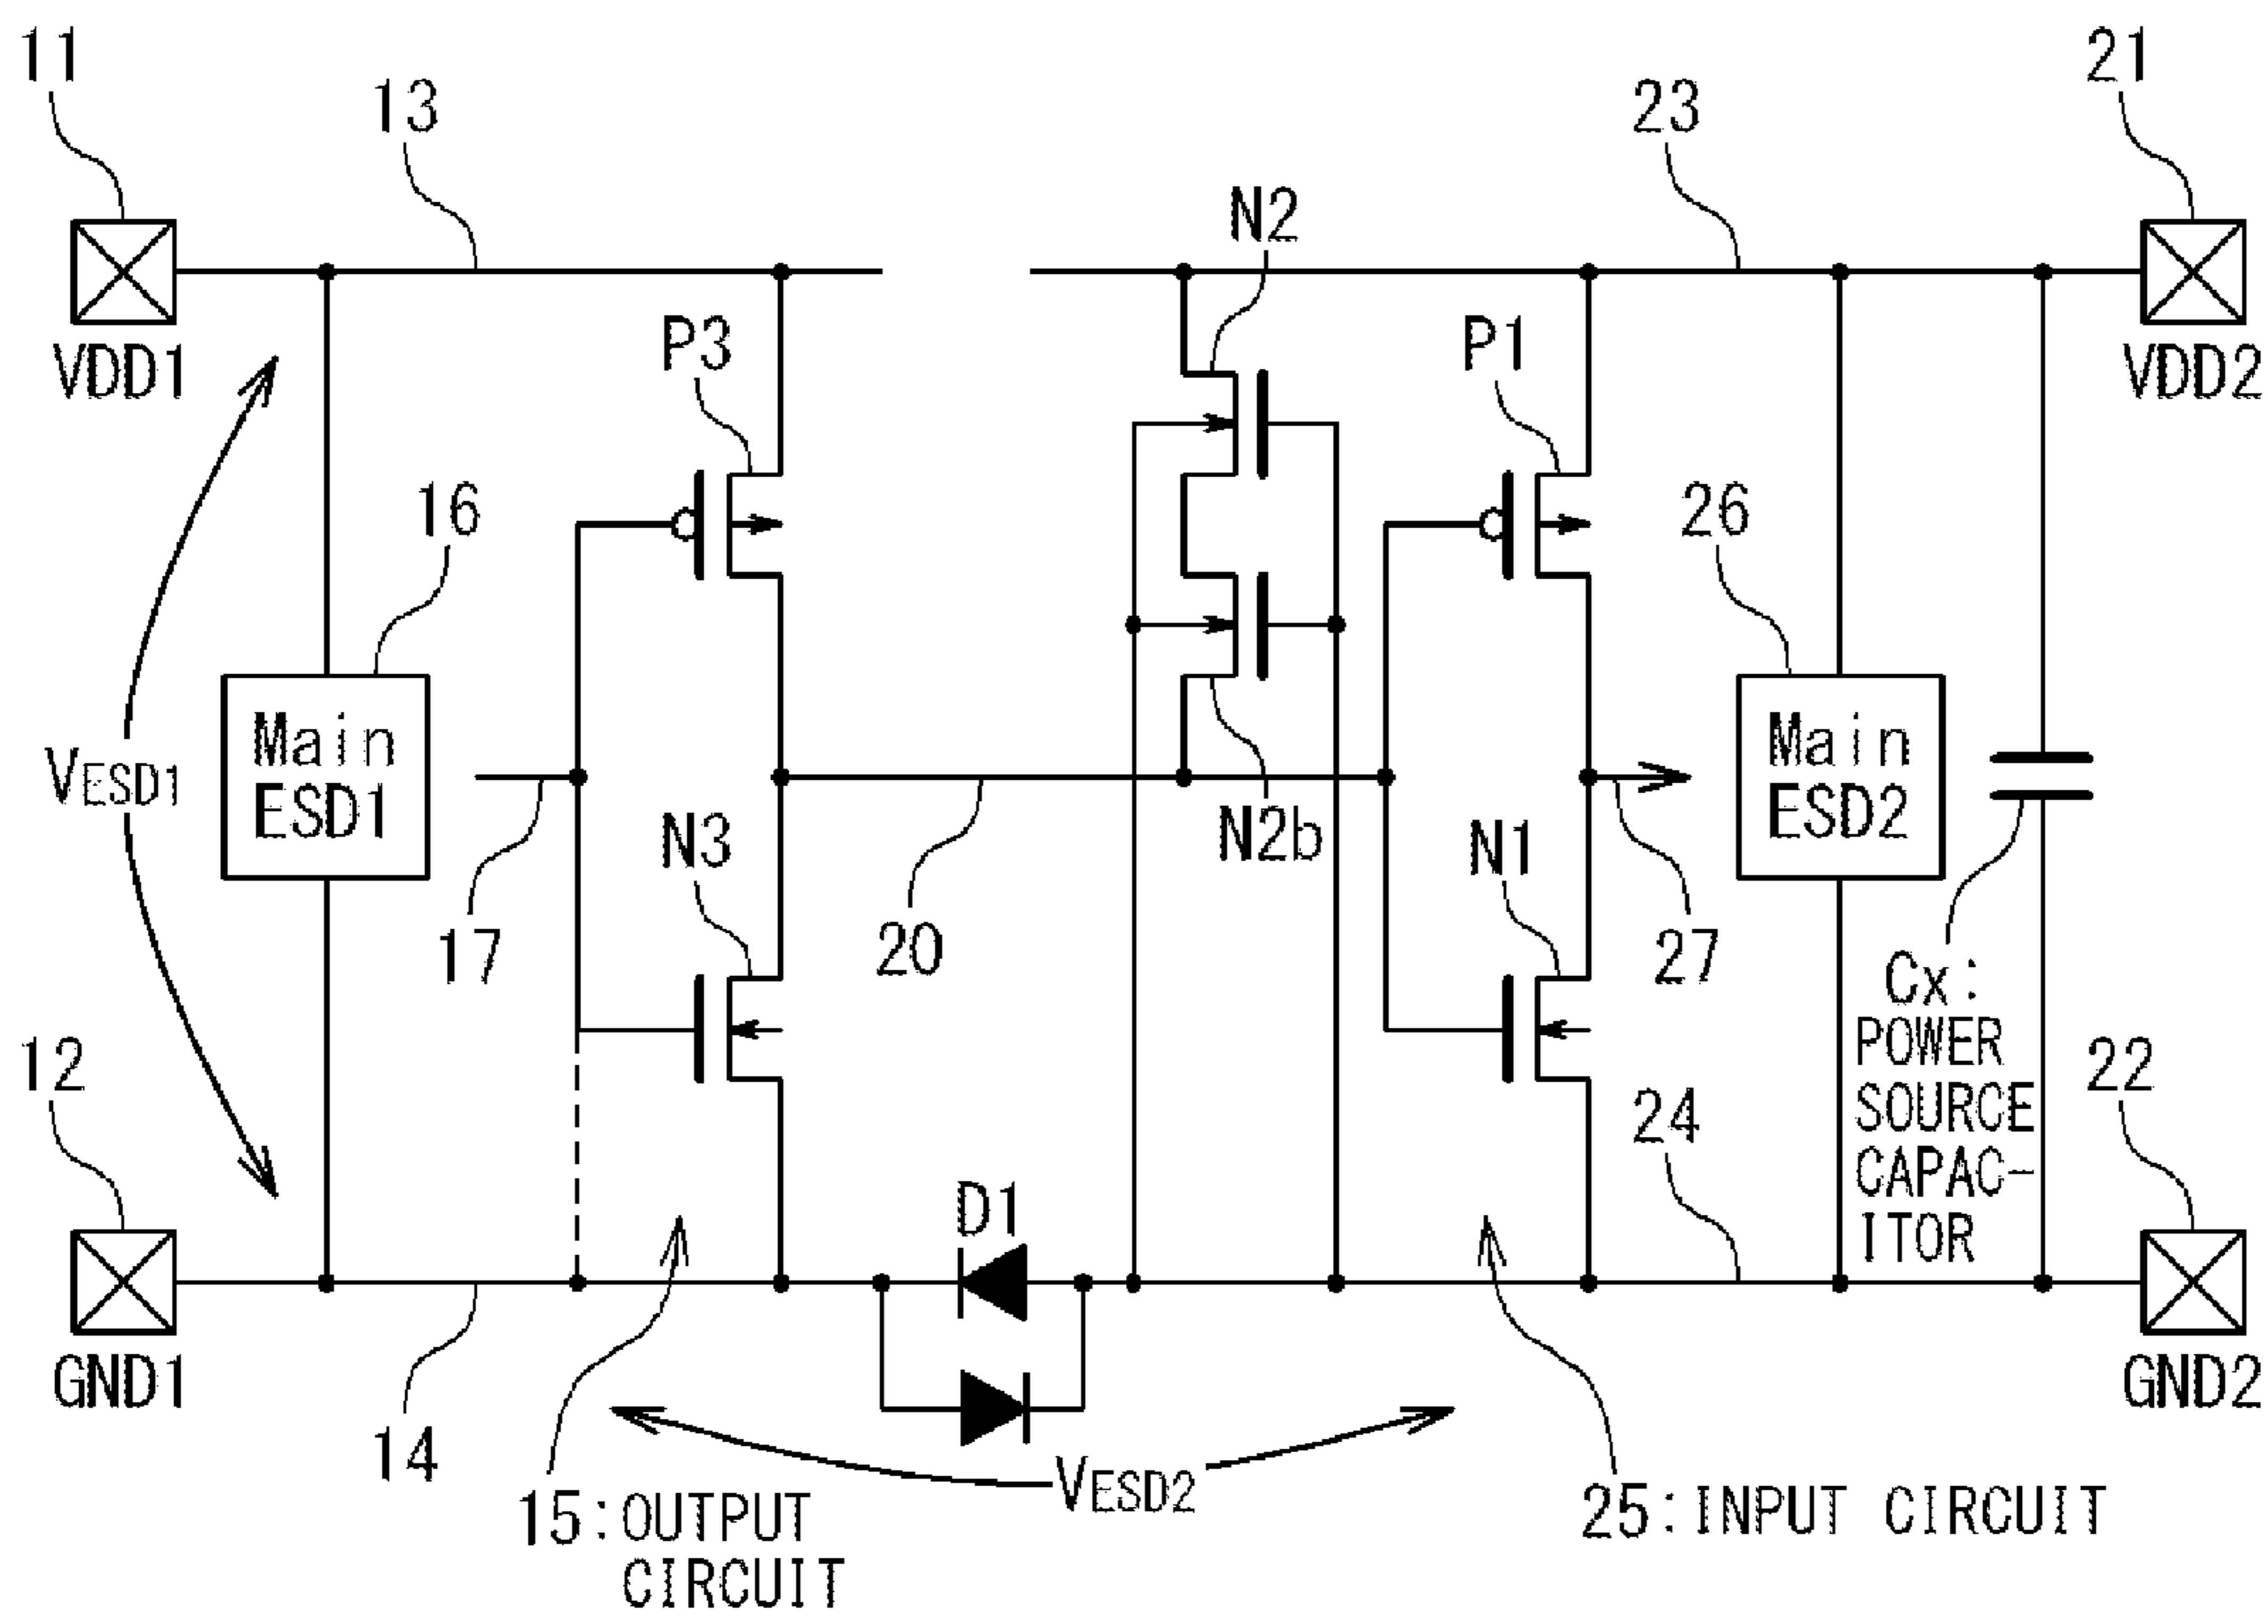 11
13
23
21
N2
VDD1
P3
P1
VDD2
16
26
Main
ESD1
Main
ESD2
VESD1
N3
N2b
N1
17
20
27
Cx:
POWER
SOURCE
CAPAC-
ITOR
12
24
22
D1
GND1
GND2
14
VESD2
15:OUTPUT
CIRCUIT
25:INPUT CIRCUIT